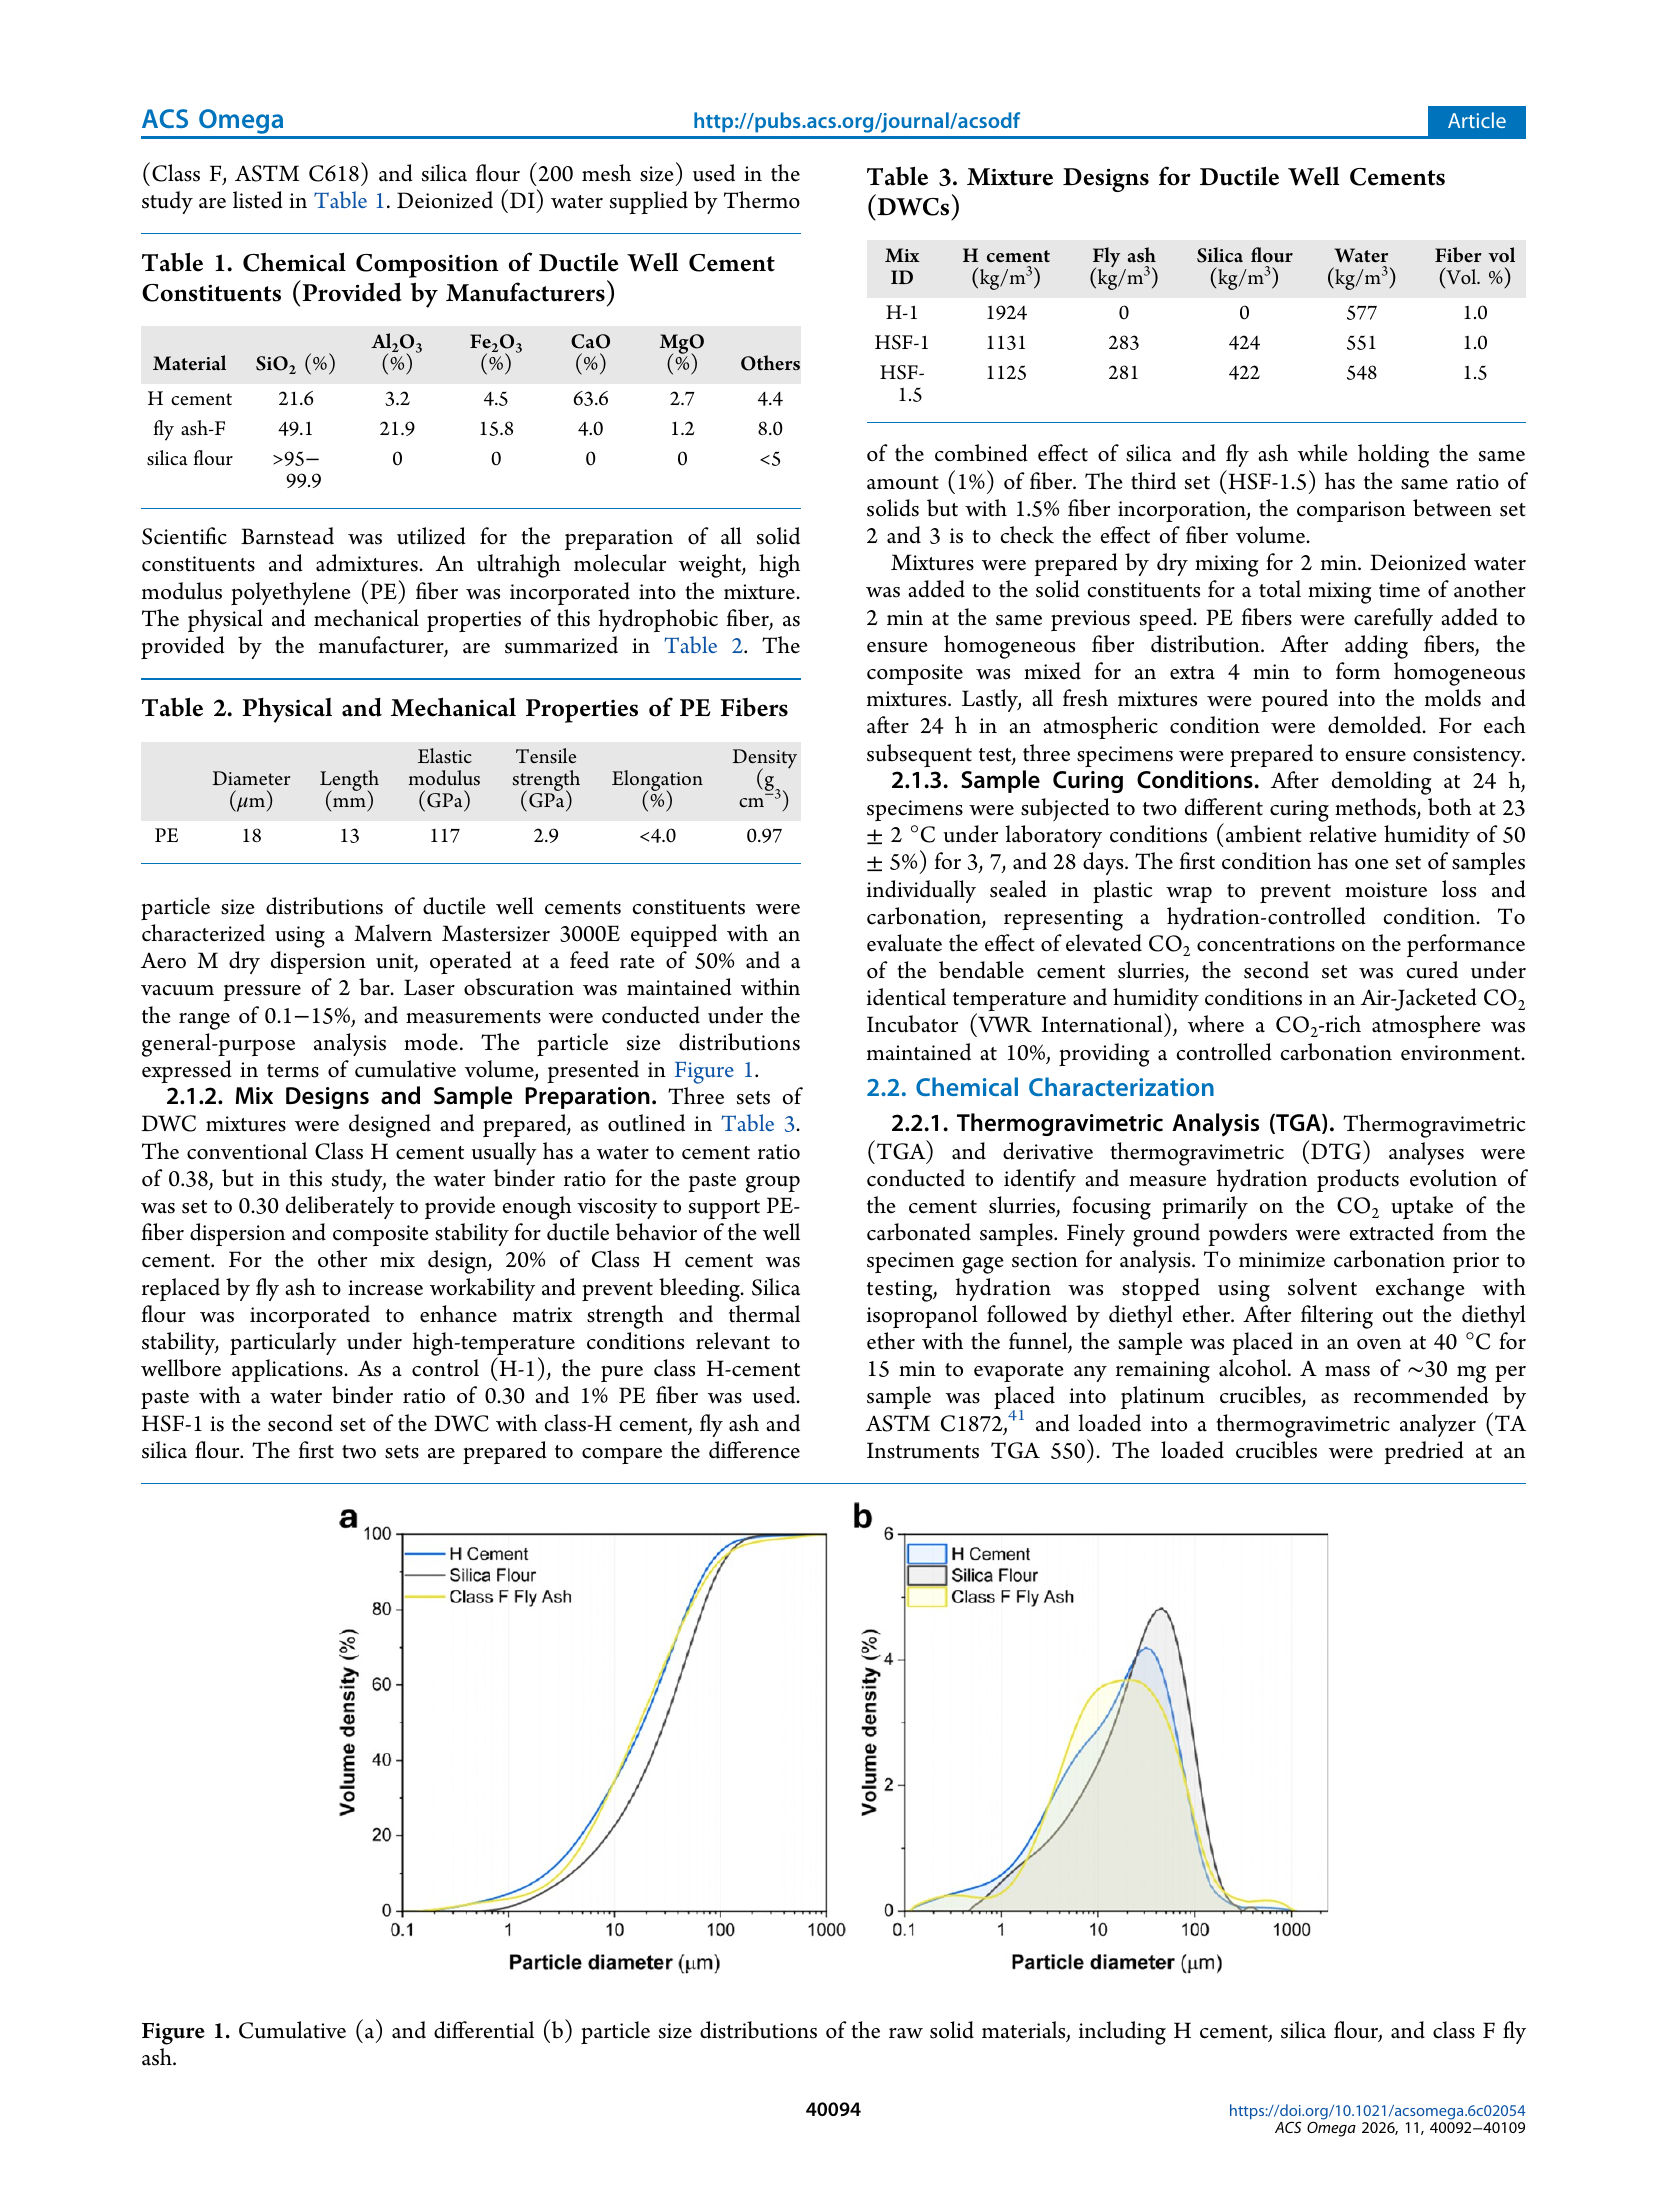 ACS Omega
http://pubs.acs.org/journal/acsodf
Article
(Class F, ASTM C618) and silica flour (200 mesh size) used in the
study are listed in Table 1. Deionized (DI) water supplied by Thermo
Table 1. Chemical Composition of Ductile Well Cement
Constituents (Provided by Manufacturers)
Material SiO2 (%) Al2O3 (%) Fe2O3 (%) CaO (%) MgO (%) Others
H cement 21.6 3.2 4.5 63.6 2.7 4.4
fly ash-F 49.1 21.9 15.8 4.0 1.2 8.0
silica flour >95−99.9 0 0 0 0 <5
Scientific Barnstead was utilized for the preparation of all solid
constituents and admixtures. An ultrahigh molecular weight, high
modulus polyethylene (PE) fiber was incorporated into the mixture.
The physical and mechanical properties of this hydrophobic fiber, as
provided by the manufacturer, are summarized in Table 2. The
Table 2. Physical and Mechanical Properties of PE Fibers
Diameter (μm) Length (mm) Elastic modulus (GPa) Tensile strength (GPa) Elongation (%) Density (g cm−3)
PE 18 13 117 2.9 <4.0 0.97
particle size distributions of ductile well cements constituents were
characterized using a Malvern Mastersizer 3000E equipped with an
Aero M dry dispersion unit, operated at a feed rate of 50% and a
vacuum pressure of 2 bar. Laser obscuration was maintained within
the range of 0.1−15%, and measurements were conducted under the
general-purpose analysis mode. The particle size distributions
expressed in terms of cumulative volume, presented in Figure 1.
2.1.2. Mix Designs and Sample Preparation. Three sets of
DWC mixtures were designed and prepared, as outlined in Table 3.
The conventional Class H cement usually has a water to cement ratio
of 0.38, but in this study, the water binder ratio for the paste group
was set to 0.30 deliberately to provide enough viscosity to support PE-
fiber dispersion and composite stability for ductile behavior of the well
cement. For the other mix design, 20% of Class H cement was
replaced by fly ash to increase workability and prevent bleeding. Silica
flour was incorporated to enhance matrix strength and thermal
stability, particularly under high-temperature conditions relevant to
wellbore applications. As a control (H-1), the pure class H-cement
paste with a water binder ratio of 0.30 and 1% PE fiber was used.
HSF-1 is the second set of the DWC with class-H cement, fly ash and
silica flour. The first two sets are prepared to compare the difference
Table 3. Mixture Designs for Ductile Well Cements
(DWCs)
Mix ID H cement (kg/m3) Fly ash (kg/m3) Silica flour (kg/m3) Water (kg/m3) Fiber vol (Vol. %)
H-1 1924 0 0 577 1.0
HSF-1 1131 283 424 551 1.0
HSF-1.5 1125 281 422 548 1.5
of the combined effect of silica and fly ash while holding the same
amount (1%) of fiber. The third set (HSF-1.5) has the same ratio of
solids but with 1.5% fiber incorporation, the comparison between set
2 and 3 is to check the effect of fiber volume.
Mixtures were prepared by dry mixing for 2 min. Deionized water
was added to the solid constituents for a total mixing time of another
2 min at the same previous speed. PE fibers were carefully added to
ensure homogeneous fiber distribution. After adding fibers, the
composite was mixed for an extra 4 min to form homogeneous
mixtures. Lastly, all fresh mixtures were poured into the molds and
after 24 h in an atmospheric condition were demolded. For each
subsequent test, three specimens were prepared to ensure consistency.
2.1.3. Sample Curing Conditions. After demolding at 24 h,
specimens were subjected to two different curing methods, both at 23
± 2 °C under laboratory conditions (ambient relative humidity of 50
± 5%) for 3, 7, and 28 days. The first condition has one set of samples
individually sealed in plastic wrap to prevent moisture loss and
carbonation, representing a hydration-controlled condition. To
evaluate the effect of elevated CO2 concentrations on the performance
of the bendable cement slurries, the second set was cured under
identical temperature and humidity conditions in an Air-Jacketed CO2
Incubator (VWR International), where a CO2-rich atmosphere was
maintained at 10%, providing a controlled carbonation environment.
2.2. Chemical Characterization
2.2.1. Thermogravimetric Analysis (TGA). Thermogravimetric
(TGA) and derivative thermogravimetric (DTG) analyses were
conducted to identify and measure hydration products evolution of
the cement slurries, focusing primarily on the CO2 uptake of the
carbonated samples. Finely ground powders were extracted from the
specimen gage section for analysis. To minimize carbonation prior to
testing, hydration was stopped using solvent exchange with
isopropanol followed by diethyl ether. After filtering out the diethyl
ether with the funnel, the sample was placed in an oven at 40 °C for
15 min to evaporate any remaining alcohol. A mass of ~30 mg per
sample was placed into platinum crucibles, as recommended by
ASTM C1872,41 and loaded into a thermogravimetric analyzer (TA
Instruments TGA 550). The loaded crucibles were predried at an
a
100
80
60
40
20
0
Volume density (%)
H Cement
Silica Flour
Class F Fly Ash
0.1 1 10 100 1000
Particle diameter (μm)
b
6
4
2
0
Volume density (%)
H Cement
Silica Flour
Class F Fly Ash
0.1 1 10 100 1000
Particle diameter (μm)
Figure 1. Cumulative (a) and differential (b) particle size distributions of the raw solid materials, including H cement, silica flour, and class F fly
ash.
40094
https://doi.org/10.1021/acsomega.6c02054
ACS Omega 2026, 11, 40092−40109